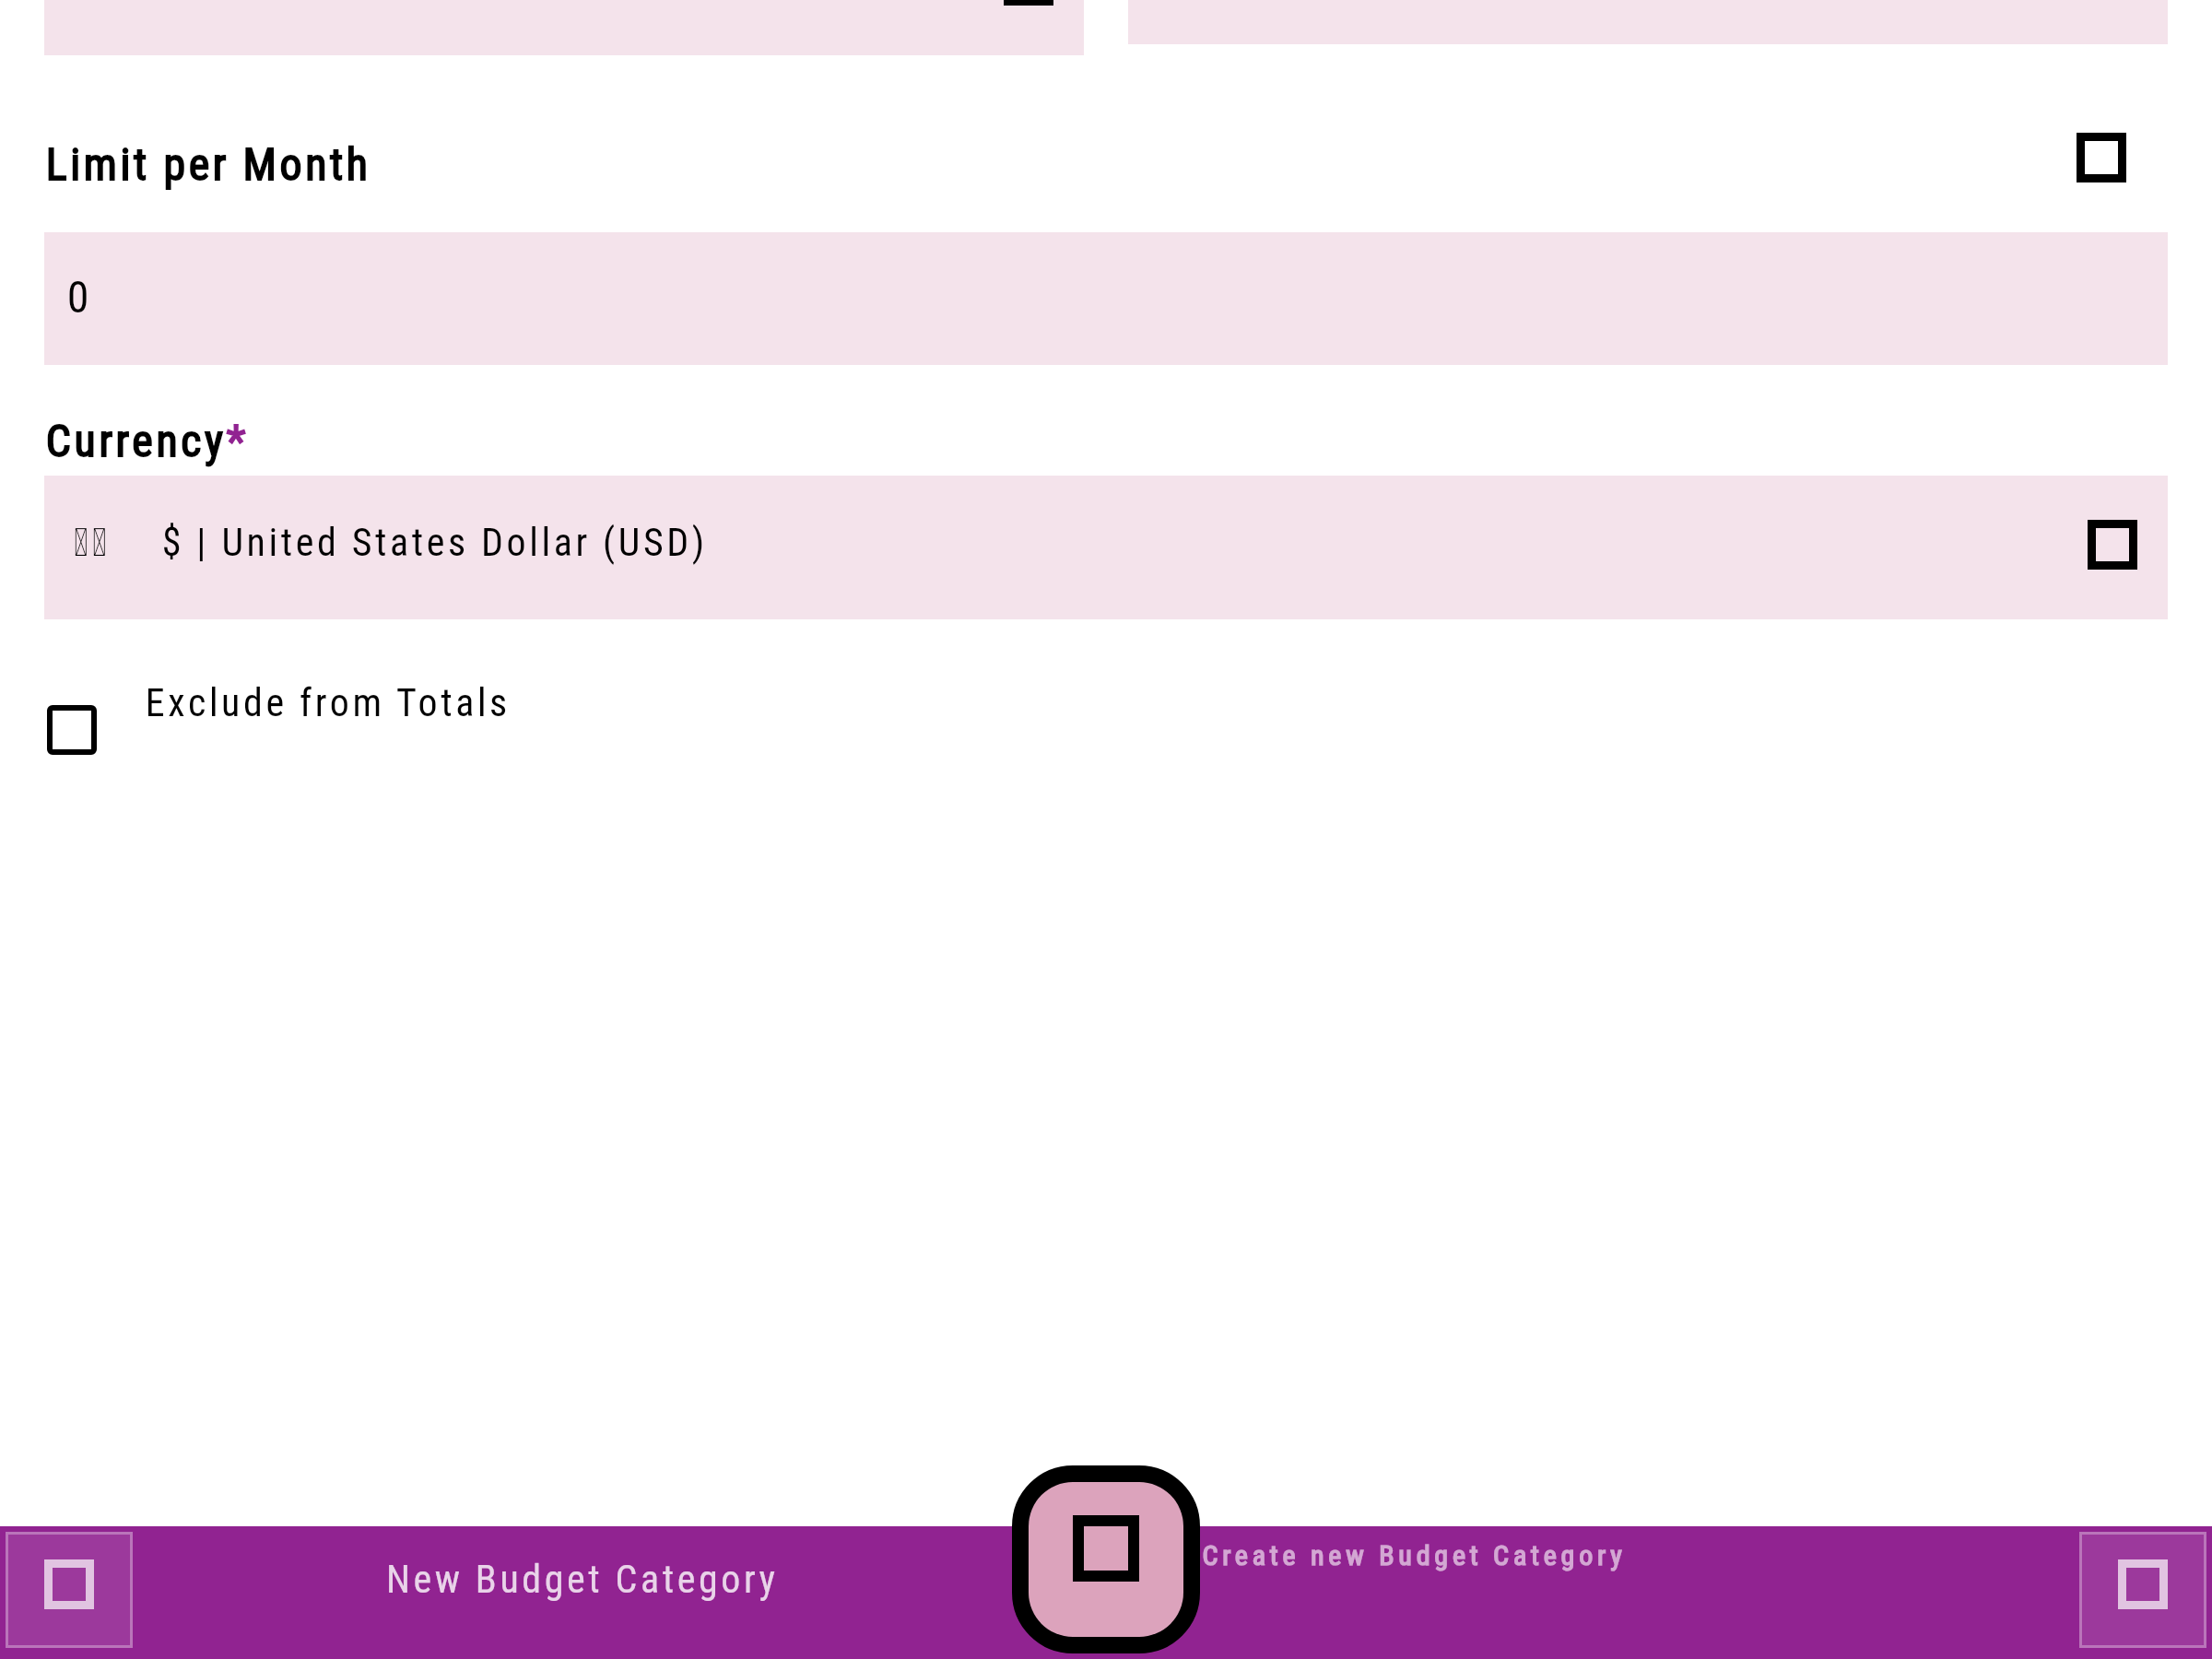 Limit per Month
0
Currency*
$ | United States Dollar (USD)
Exclude from Totals
New Budget Category
Create new Budget Category